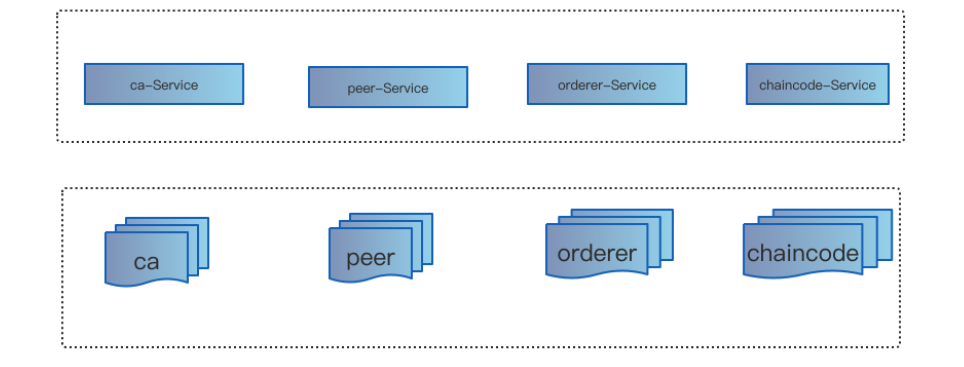 ca-Service
peer-Service
orderer-Service
chaincode-Service
ca
peer
orderer
chaincode